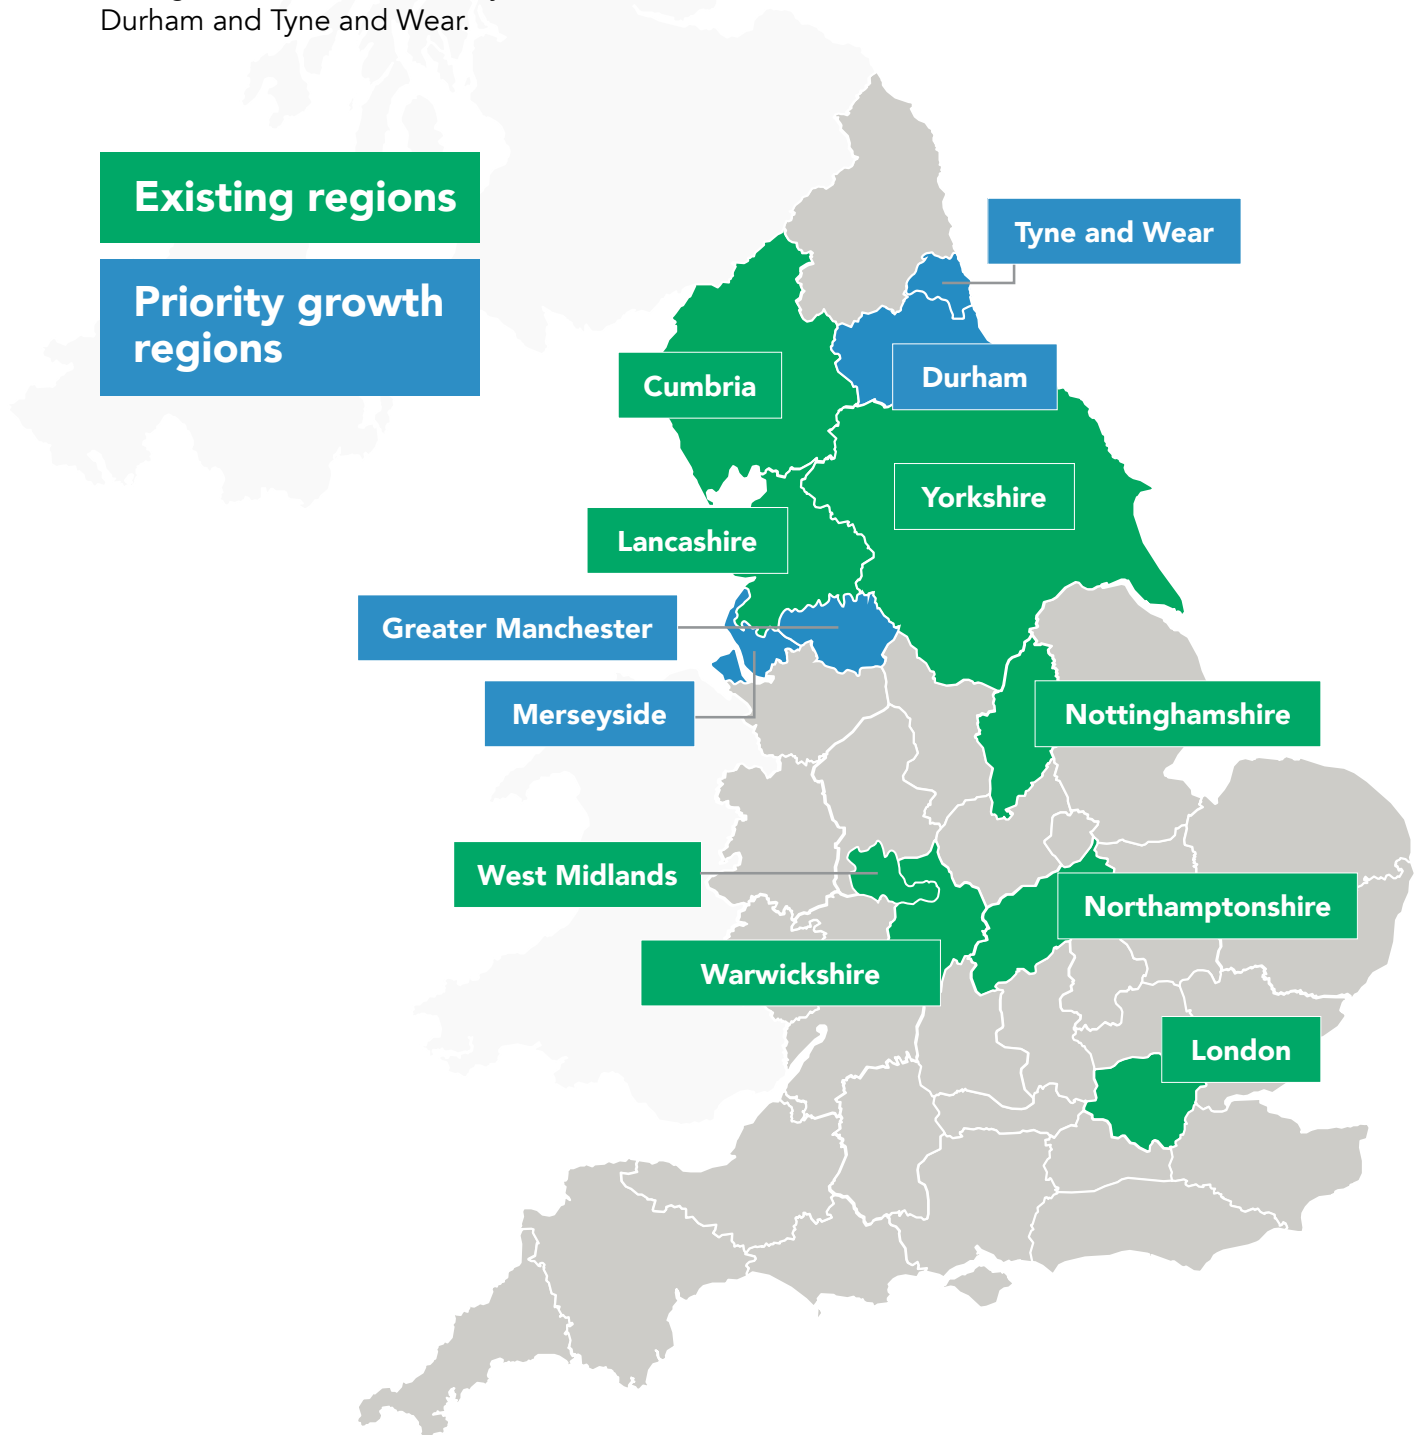 Durham and Tyne and Wear.
Existing regions
Priority growth
regions
Tyne and Wear
Durham
Cumbria
Yorkshire
Lancashire
Greater Manchester
Merseyside
Nottinghamshire
West Midlands
Northamptonshire
Warwickshire
London